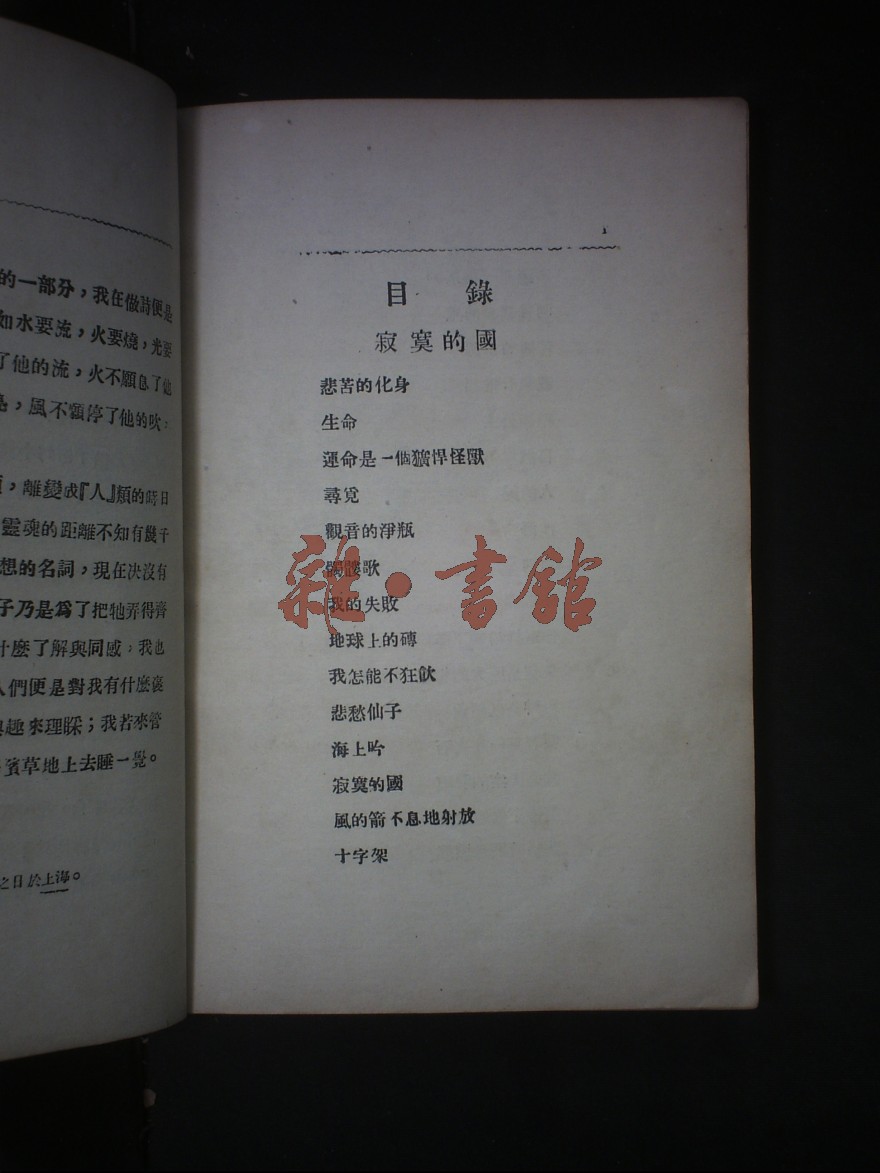 的一部分，我在做詩便是
如水要流，火要燒，光要
了他的流，火不願息了他
，風不願停了他的吹，
，離變成『人』類的時日
靈魂的距離不知有幾千
想的名詞，現在決沒有
子乃是爲了把牠弄得齊
什麼了解與同感，我也
人們便是對我有什麼褒
趣來理睬；我若來管
濱草地上去睡一覺。
之日於上海。
1
目錄
寂寞的國
悲苦的化身
生命
運命是一個獷悍怪獸
尋覓
觀音的淨瓶
髑髏歌
我的失敗
地球上的磚
我怎能不狂飲
悲愁仙子
海上吟
寂寞的國
風的箭不息地射放
十字架
雜·書館